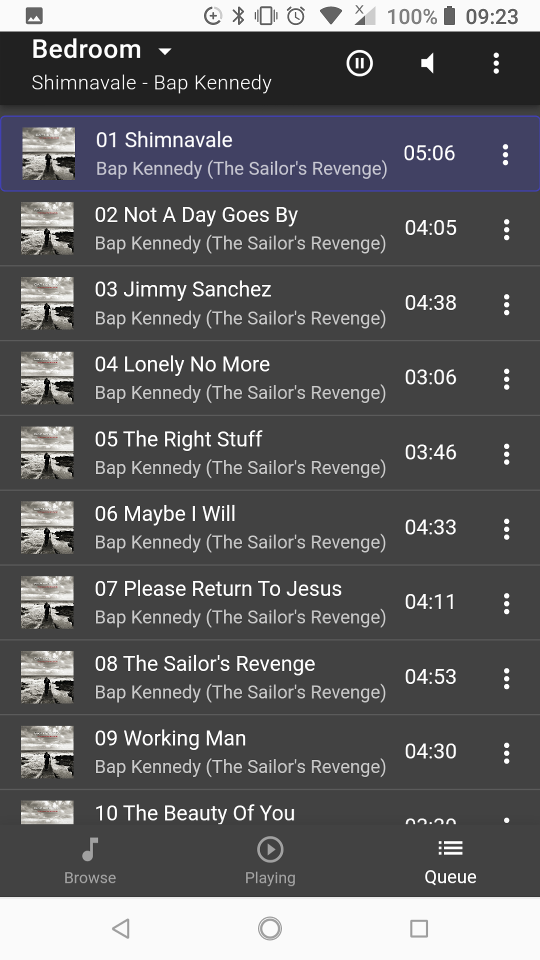 100% 09:23
Bedroom
Shimnavale - Bap Kennedy
01 Shimnavale
Bap Kennedy (The Sailor's Revenge) 05:06
02 Not A Day Goes By
Bap Kennedy (The Sailor's Revenge) 04:05
03 Jimmy Sanchez
Bap Kennedy (The Sailor's Revenge) 04:38
04 Lonely No More
Bap Kennedy (The Sailor's Revenge) 03:06
05 The Right Stuff
Bap Kennedy (The Sailor's Revenge) 03:46
06 Maybe I Will
Bap Kennedy (The Sailor's Revenge) 04:33
07 Please Return To Jesus
Bap Kennedy (The Sailor's Revenge) 04:11
08 The Sailor's Revenge
Bap Kennedy (The Sailor's Revenge) 04:53
09 Working Man
Bap Kennedy (The Sailor's Revenge) 04:30
10 The Beauty Of You
Browse Playing Queue